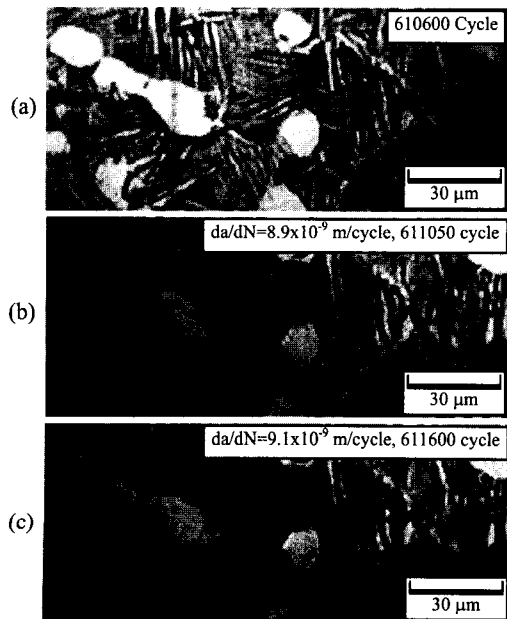 (a)
610600 Cycle
30 μm
(b)
da/dN=8.9x10⁻⁹ m/cycle, 611050 cycle
30 μm
(c)
da/dN=9.1x10⁻⁹ m/cycle, 611600 cycle
30 μm